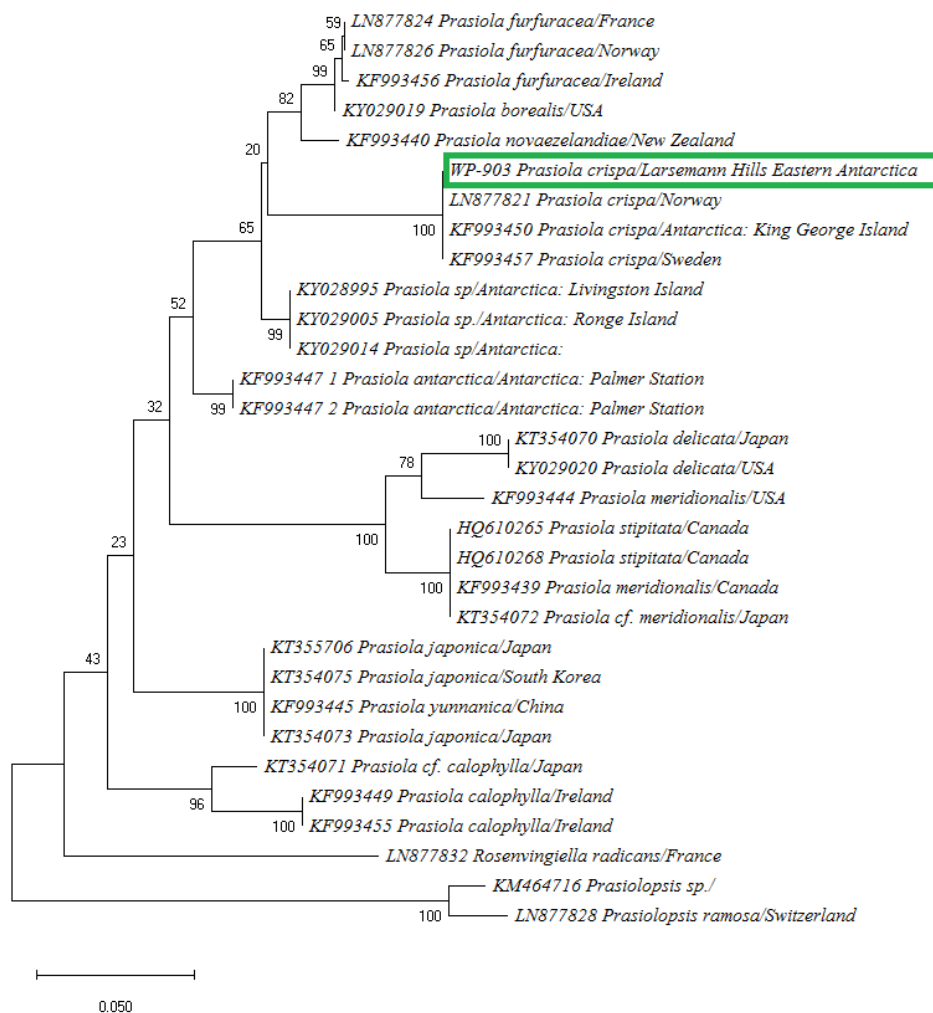 59
LN877824 Prasiola furfuracea/France
65
LN877826 Prasiola furfuracea/Norway
99
KF993456 Prasiola furfuracea/Ireland
82
KY029019 Prasiola borealis/USA
KF993440 Prasiola novaezelandiae/New Zealand
20
WP-903 Prasiola crispa/Larsemann Hills Eastern Antarctica
LN877821 Prasiola crispa/Norway
65
100
KF993450 Prasiola crispa/Antarctica: King George Island
KF993457 Prasiola crispa/Sweden
KY028995 Prasiola sp/Antarctica: Livingston Island
52
KY029005 Prasiola sp./Antarctica: Ronge Island
99
KY029014 Prasiola sp/Antarctica:
KF993447 1 Prasiola antarctica/Antarctica: Palmer Station
32
99
KF993447 2 Prasiola antarctica/Antarctica: Palmer Station
100
KT354070 Prasiola delicata/Japan
78
KY029020 Prasiola delicata/USA
KF993444 Prasiola meridionalis/USA
HQ610265 Prasiola stipitata/Canada
23
100
HQ610268 Prasiola stipitata/Canada
100
KF993439 Prasiola meridionalis/Canada
KT354072 Prasiola cf. meridionalis/Japan
KT355706 Prasiola japonica/Japan
43
KT354075 Prasiola japonica/South Korea
100
KF993445 Prasiola yunnanica/China
KT354073 Prasiola japonica/Japan
KT354071 Prasiola cf. calophylla/Japan
96
KF993449 Prasiola calophylla/Ireland
100
KF993455 Prasiola calophylla/Ireland
LN877832 Rosenvingiella radicans/France
KM464716 Prasiolopsis sp./
100
LN877828 Prasiolopsis ramosa/Switzerland
0.050